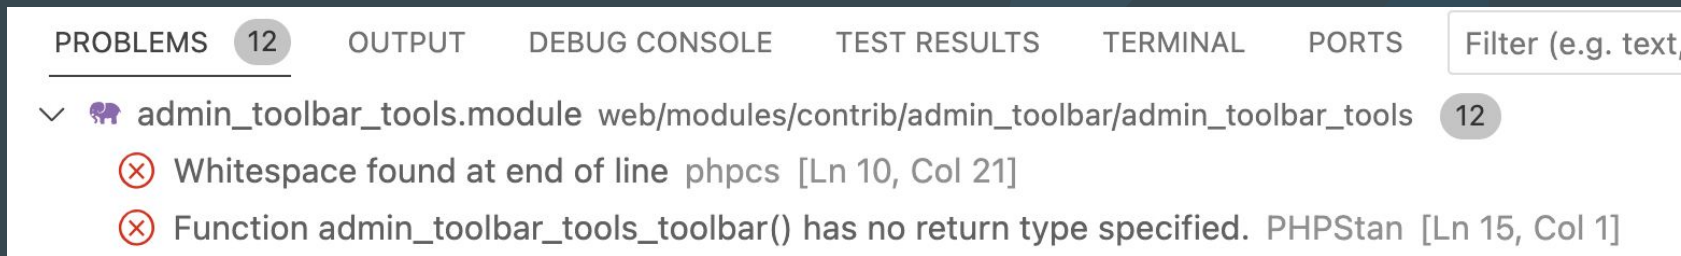 PROBLEMS 12 OUTPUT DEBUG CONSOLE TEST RESULTS TERMINAL PORTS Filter (e.g. text,
admin_toolbar_tools.module web/modules/contrib/admin_toolbar/admin_toolbar_tools 12
Whitespace found at end of line phpcs [Ln 10, Col 21]
Function admin_toolbar_tools_toolbar() has no return type specified. PHPStan [Ln 15, Col 1]